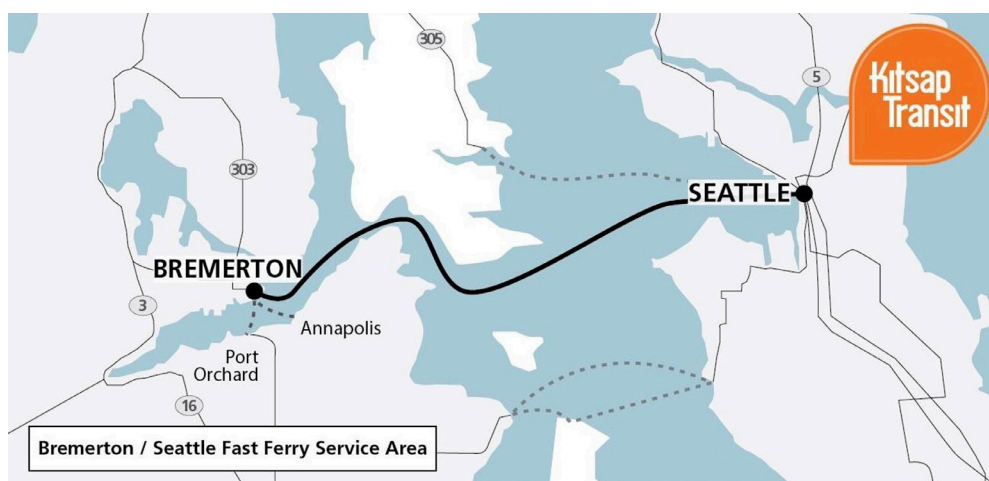 305
5
Kitsap
Transit
303
SEATTLE
BREMERTON
3
Annapolis
Port
Orchard
16
Bremerton / Seattle Fast Ferry Service Area